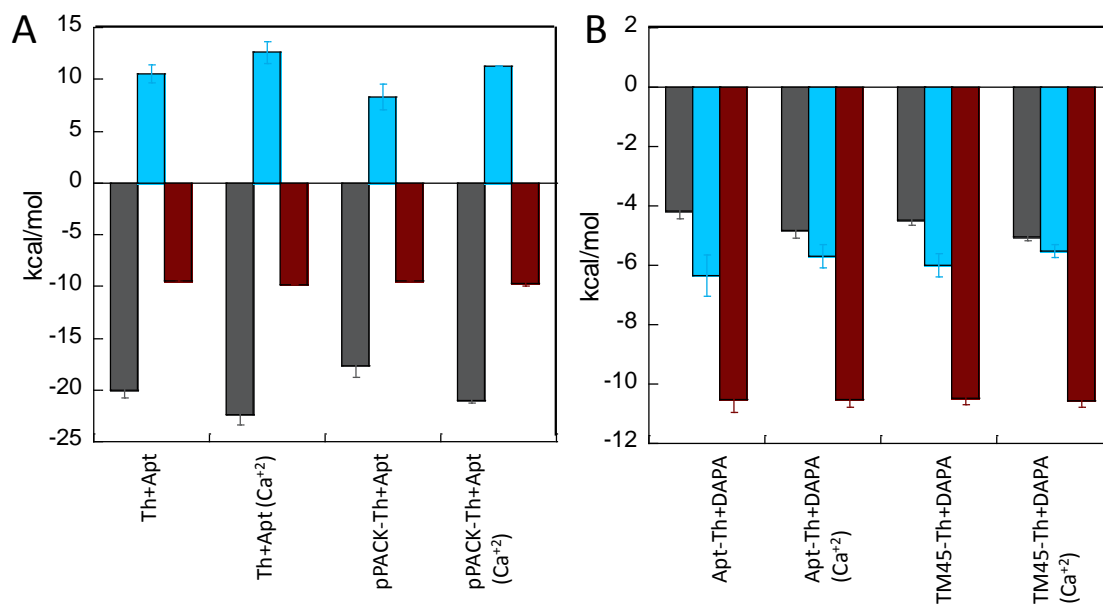 A
kcal/mol
15
10
5
0
-5
-10
-15
-20
-25
Th+Apt
Th+Apt (Ca⁺²)
pPACK-Th+Apt
pPACK-Th+Apt
(Ca⁺²)
B
kcal/mol
2
0
-2
-4
-6
-8
-10
-12
Apt-Th+DAPA
Apt-Th+DAPA
(Ca⁺²)
TM45-Th+DAPA
TM45-Th+DAPA
(Ca⁺²)